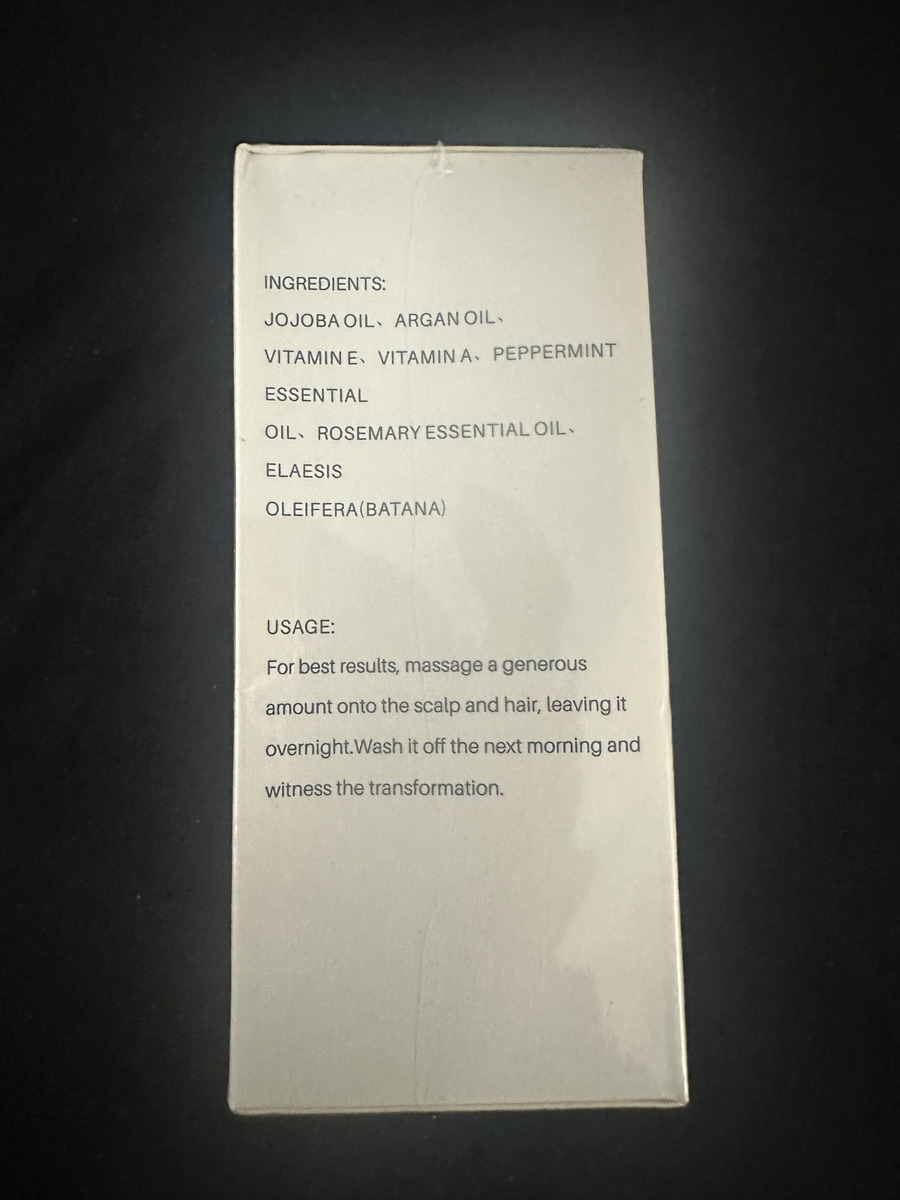 INGREDIENTS:
JOJOBA OIL、ARGAN OIL、
VITAMIN E、VITAMIN A、PEPPERMINT
ESSENTIAL
OIL、ROSEMARY ESSENTIAL OIL、
ELAESIS
OLEIFERA(BATANA)
USAGE:
For best results, massage a generous
amount onto the scalp and hair, leaving it
overnight.Wash it off the next morning and
witness the transformation.